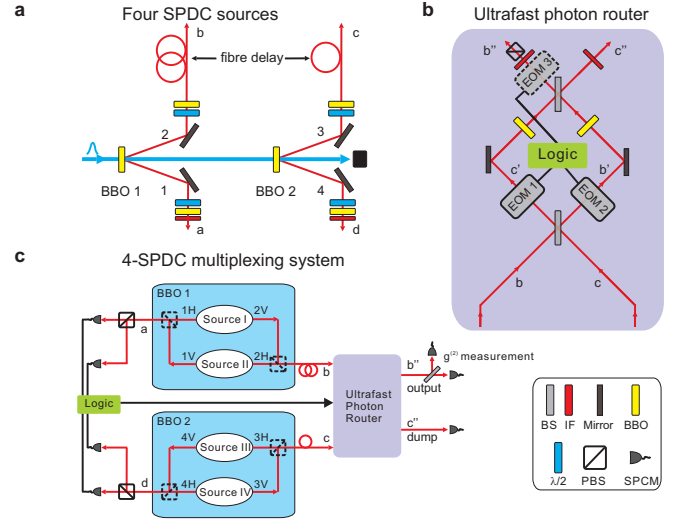 a
Four SPDC sources
b
c
fibre delay
2
3
BBO 1
BBO 2
1
4
a
d
b
Ultrafast photon router
b''
c''
EOM 3
Logic
c'
b'
EOM 1
EOM 2
b
c
c
4-SPDC multiplexing system
BBO 1
1H
2V
Source I
a
1V
2H
Source II
b
Logic
BBO 2
4V
3H
Source III
c
d
4H
3V
Source IV
Ultrafast
Photon
Router
b''
g(2) measurement
output
c''
dump
BS
IF
Mirror
BBO
λ/2
PBS
SPCM